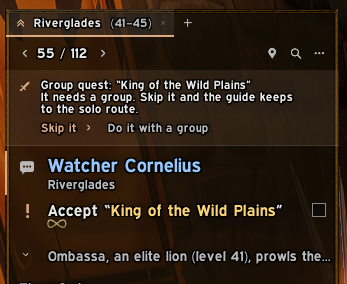 Riverglades (41-45) × +
55 / 112
Group quest: "King of the Wild Plains"
It needs a group. Skip it and the guide keeps
to the solo route.
Skip it > Do it with a group
Watcher Cornelius
Riverglades
Accept "King of the Wild Plains"
Ombassa, an elite lion (level 41), prowls the...